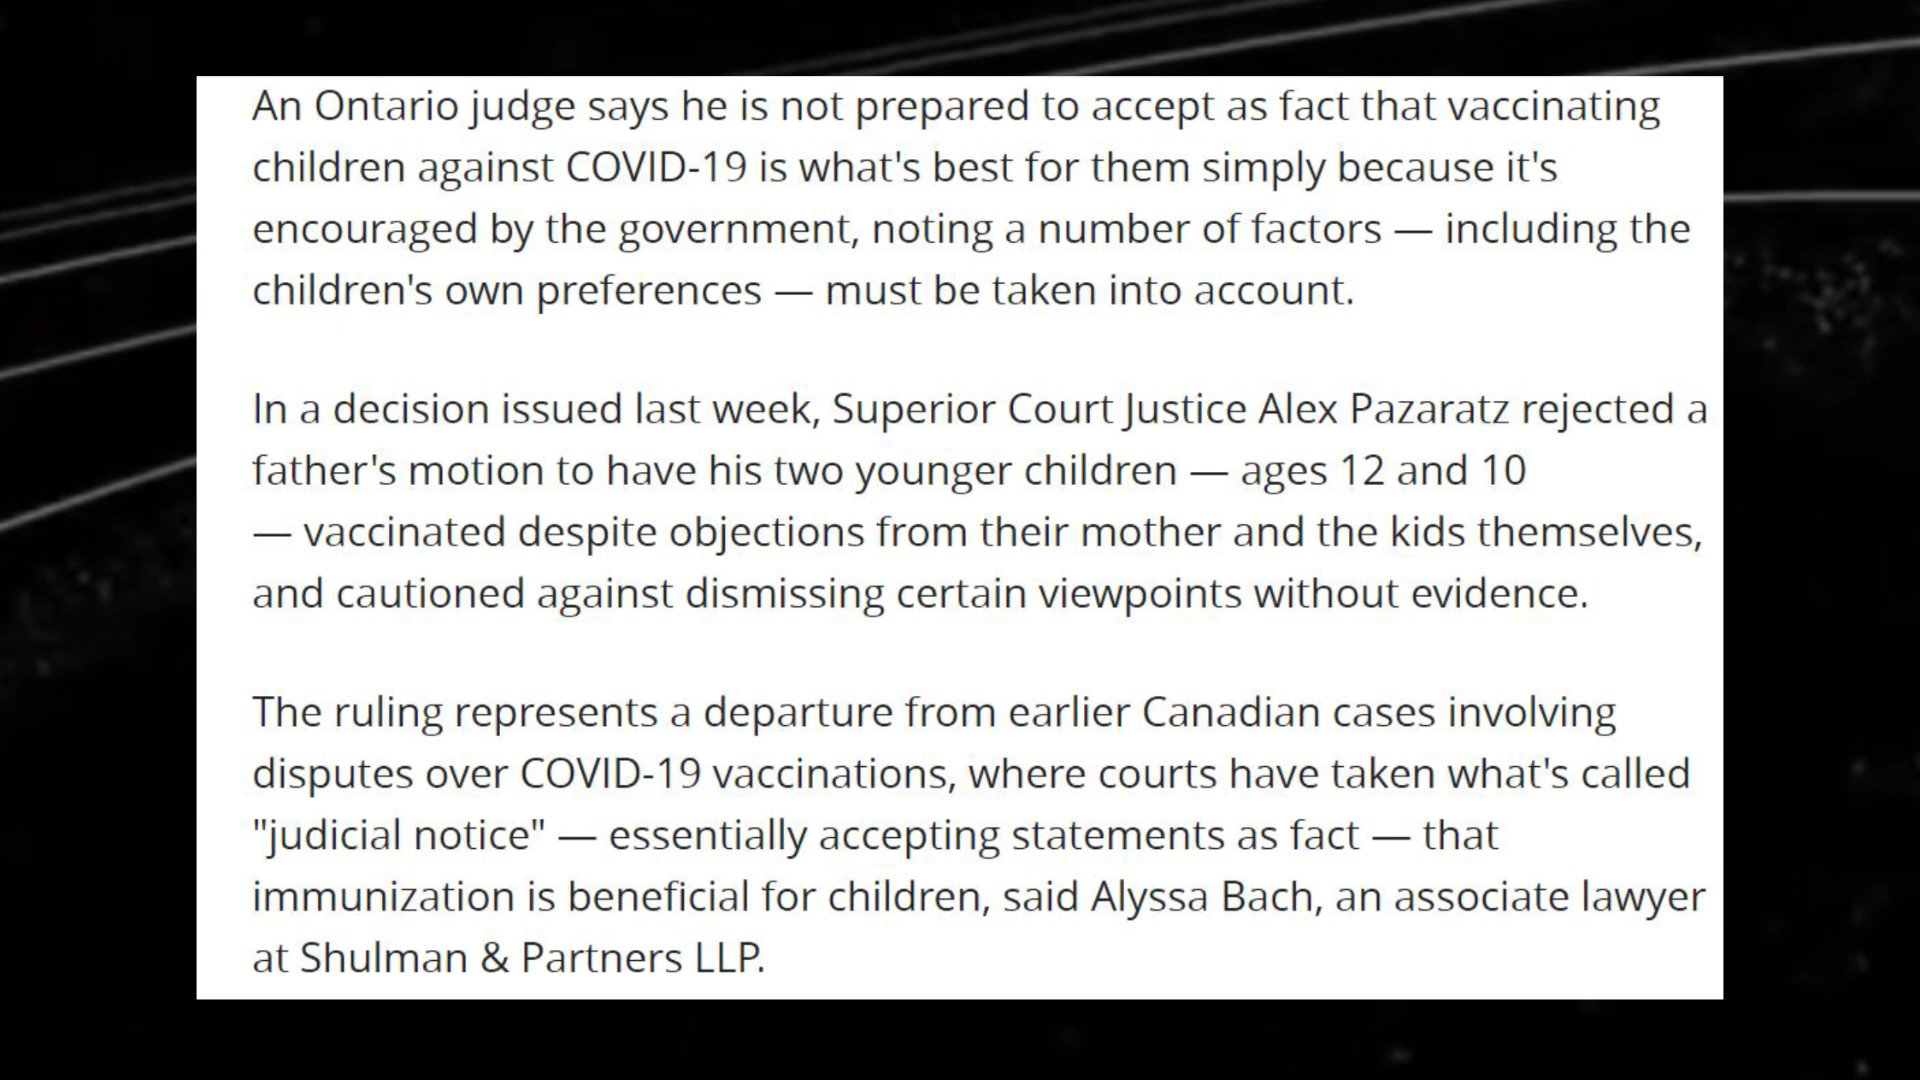 An Ontario judge says he is not prepared to accept as fact that vaccinating
children against COVID-19 is what's best for them simply because it's
encouraged by the government, noting a number of factors — including the
children's own preferences — must be taken into account.
In a decision issued last week, Superior Court Justice Alex Pazaratz rejected a
father's motion to have his two younger children — ages 12 and 10
— vaccinated despite objections from their mother and the kids themselves,
and cautioned against dismissing certain viewpoints without evidence.
The ruling represents a departure from earlier Canadian cases involving
disputes over COVID-19 vaccinations, where courts have taken what's called
"judicial notice" — essentially accepting statements as fact — that
immunization is beneficial for children, said Alyssa Bach, an associate lawyer
at Shulman & Partners LLP.